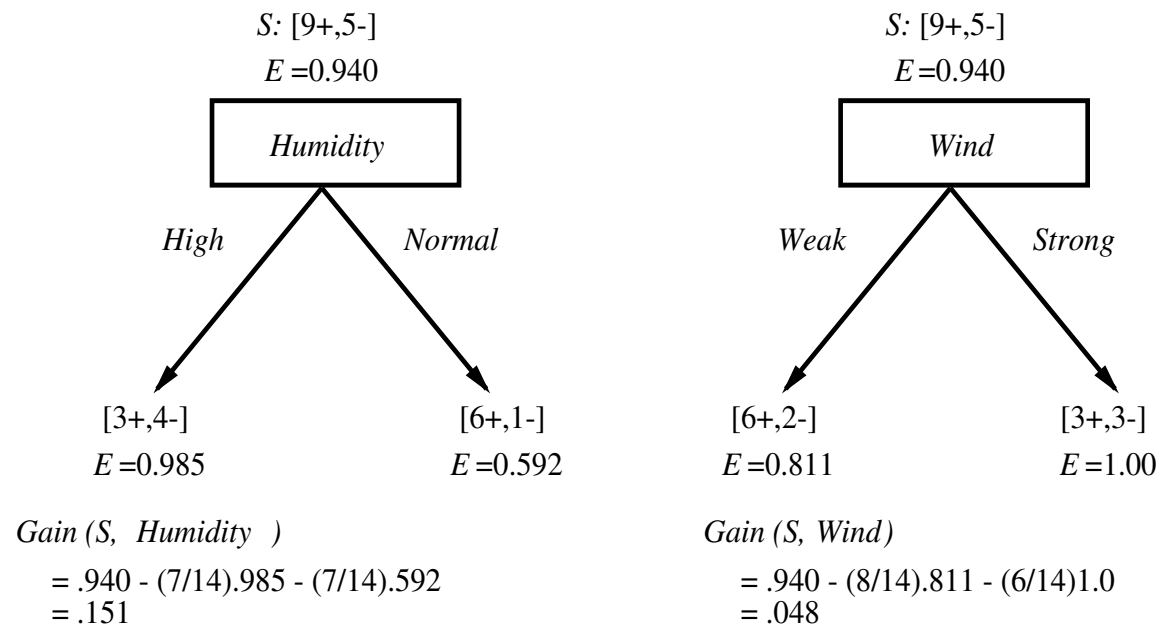 S: [9+,5-]
E =0.940
Humidity
High
Normal
[3+,4-]
[6+,1-]
E =0.985
E =0.592
Gain (S, Humidity )
= .940 - (7/14).985 - (7/14).592
= .151
S: [9+,5-]
E =0.940
Wind
Weak
Strong
[6+,2-]
[3+,3-]
E =0.811
E =1.00
Gain (S, Wind)
= .940 - (8/14).811 - (6/14)1.0
= .048